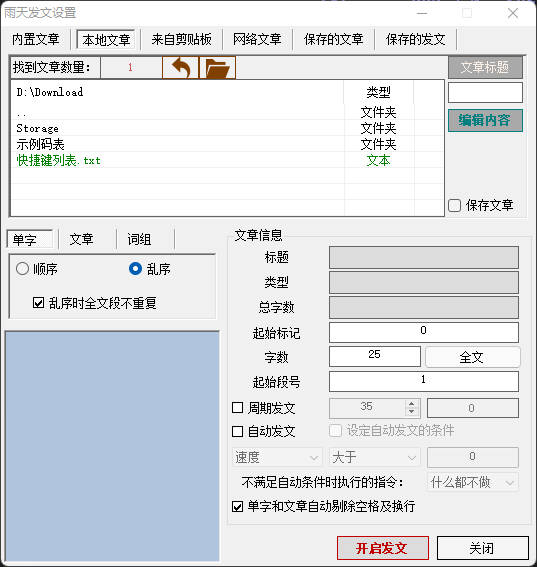 雨天发文设置
内置文章 本地文章 来自剪贴板 网络文章 保存的文章 保存的发文
找到文章数量: 1 文章标题
D:\Download 类型
.. 文件夹
Storage 文件夹
示例码表 文件夹
快捷键列表.txt 文本
编辑内容
保存文章
单字 文章 词组
顺序 乱序
乱序时全文段不重复
文章信息
标题
类型
总字数
起始标记 0
字数 25 全文
起始段号 1
周期发文 35 0
自动发文 设定自动发文的条件
速度 大于 0
不满足自动条件时执行的指令: 什么都不做
单字和文章自动剔除空格及换行
开启发文 关闭